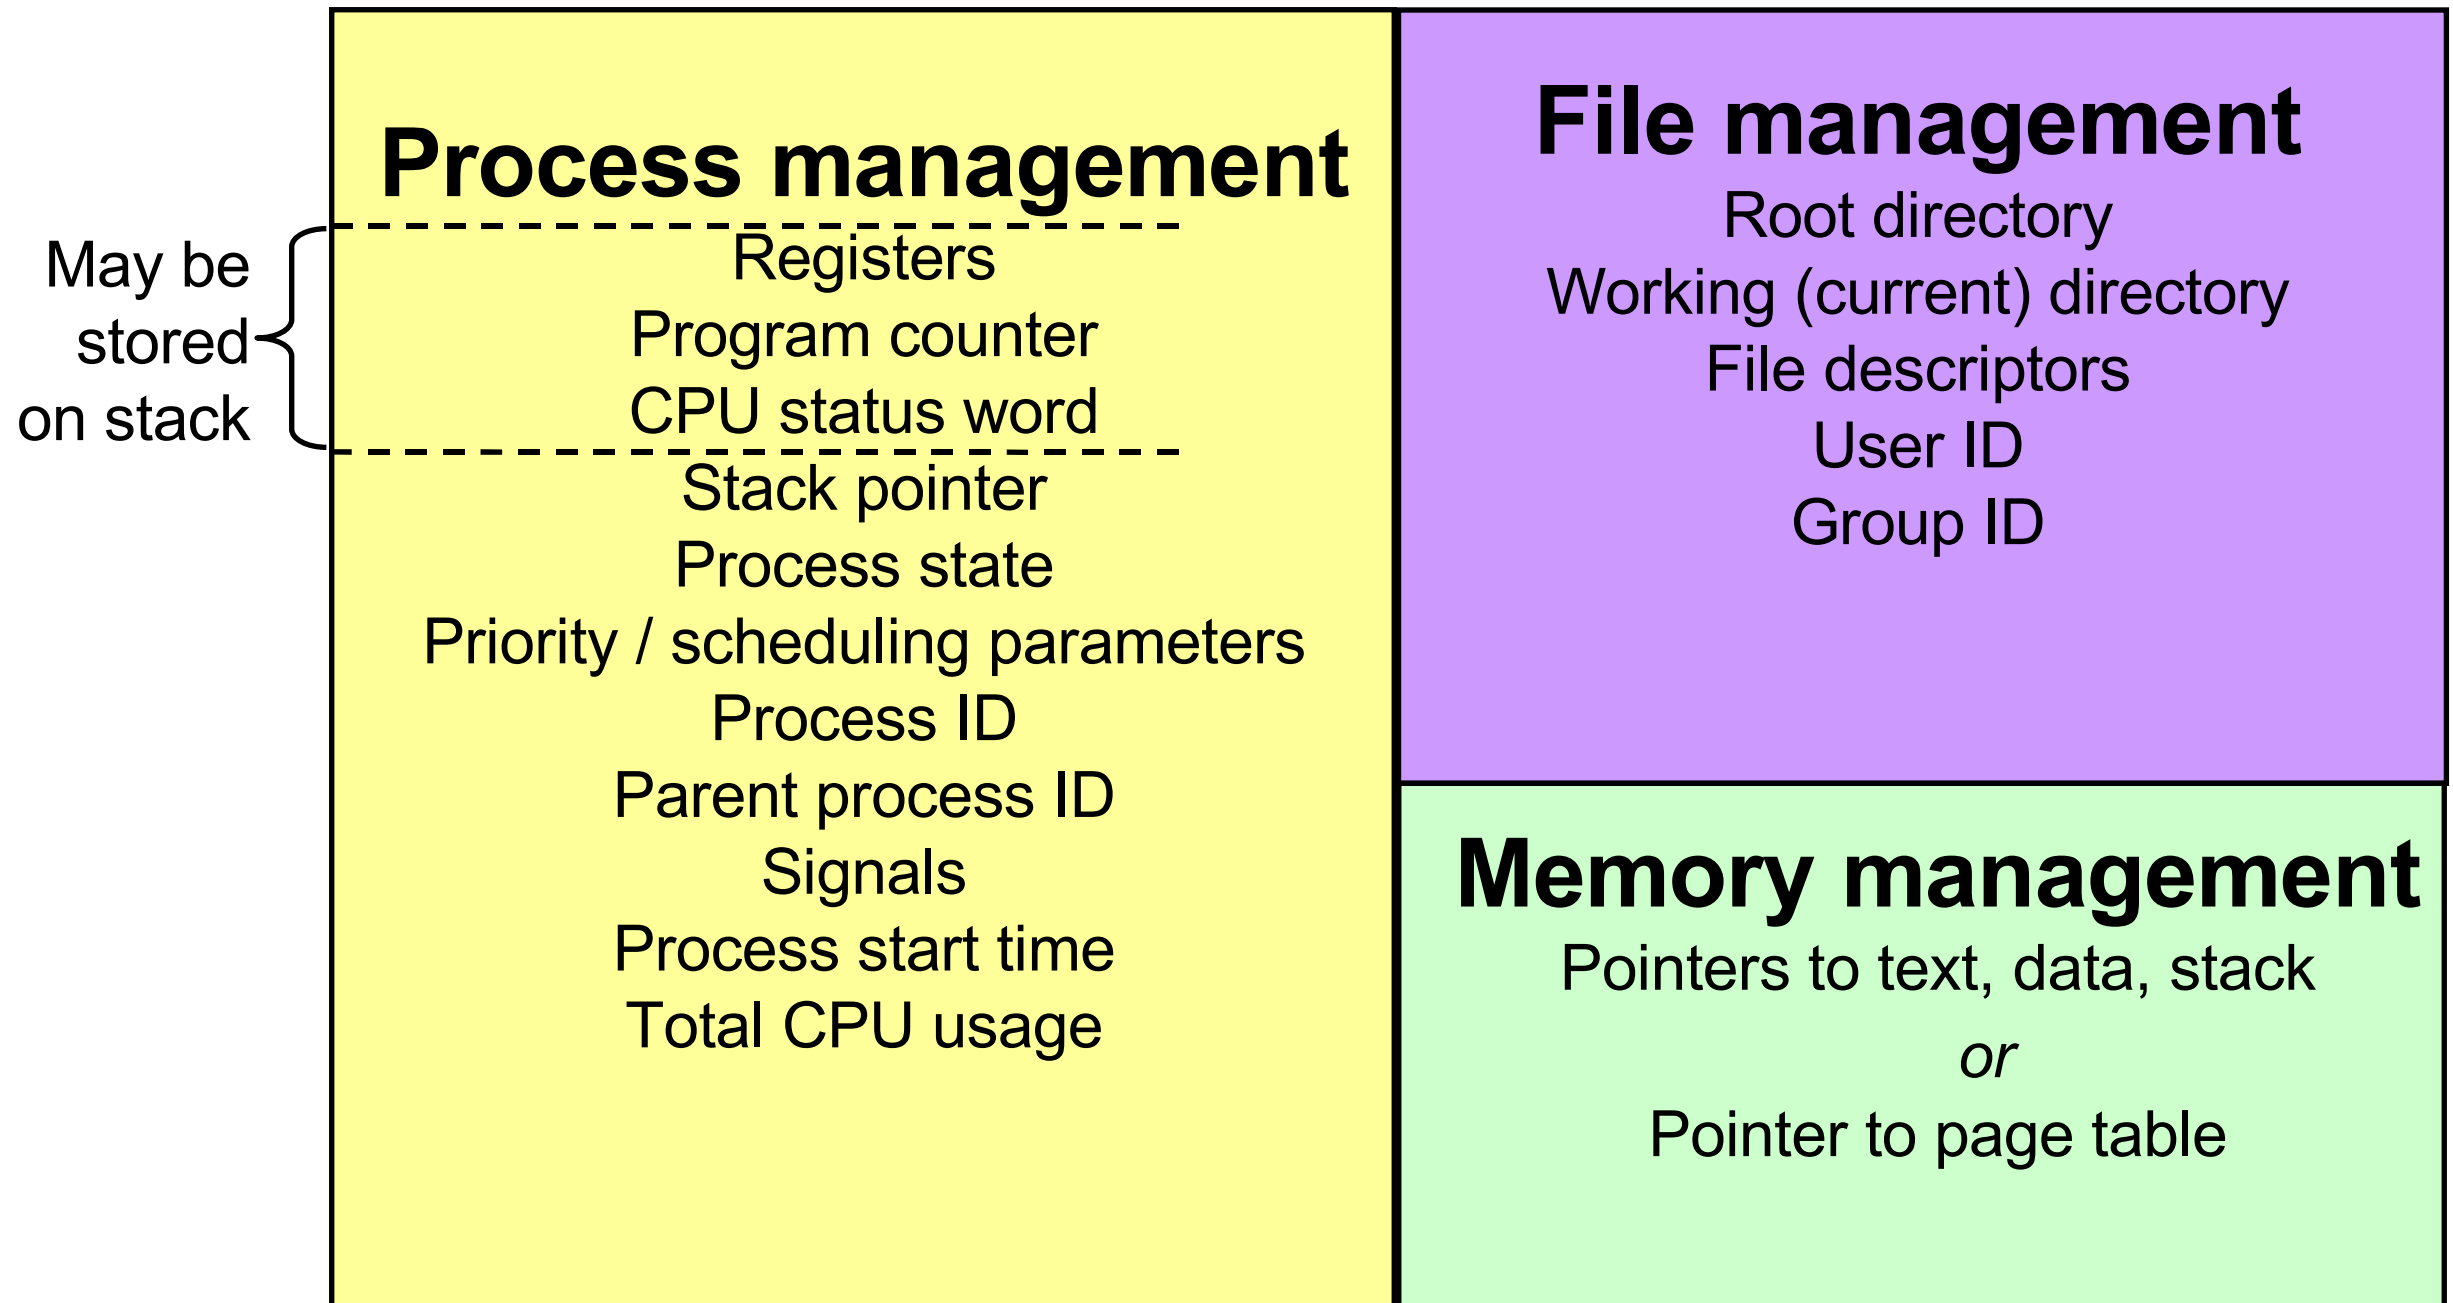 May be
stored
on stack
Process management
Registers
Program counter
CPU status word
Stack pointer
Process state
Priority / scheduling parameters
Process ID
Parent process ID
Signals
Process start time
Total CPU usage
File management
Root directory
Working (current) directory
File descriptors
User ID
Group ID
Memory management
Pointers to text, data, stack
or
Pointer to page table